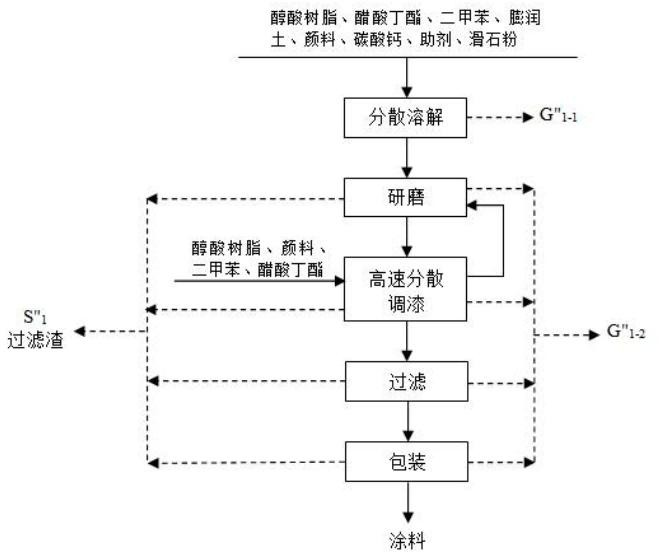 醇酸树脂、醋酸丁酯、二甲苯、膨润
土、颜料、碳酸钙、助剂、滑石粉
分散溶解
G"1-1
研磨
醇酸树脂、颜料、
二甲苯、醋酸丁酯
高速分散
调漆
S"1
过滤渣
G"1-2
过滤
包装
涂料